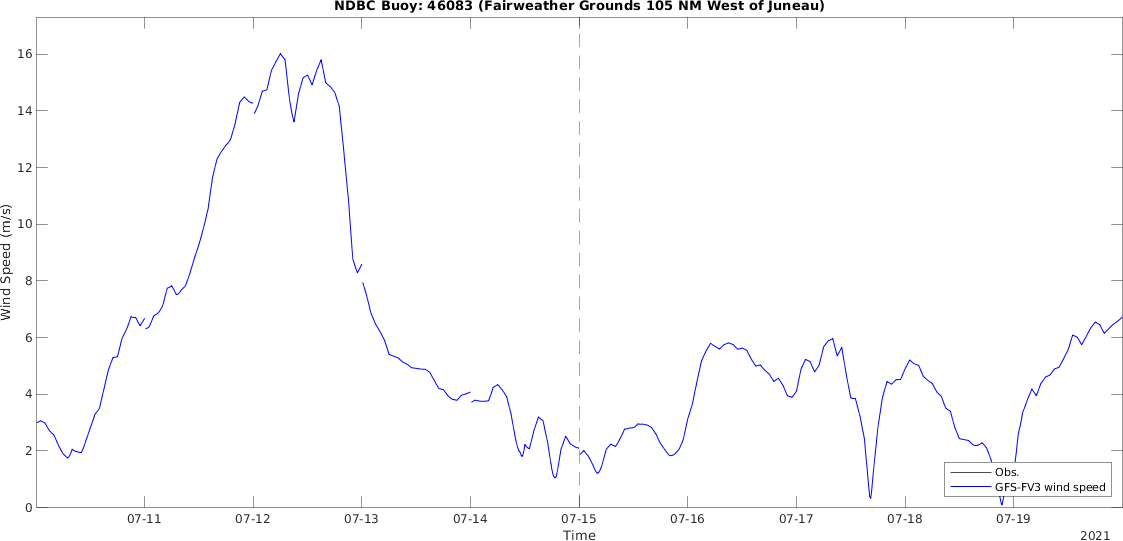 NDBC Buoy: 46083 (Fairweather Grounds 105 NM West of Juneau)
Wind Speed (m/s)
16
14
12
10
8
6
4
2
0
Obs.
GFS-FV3 wind speed
07-11 07-12 07-13 07-14 07-15 07-16 07-17 07-18 07-19
Time
2021